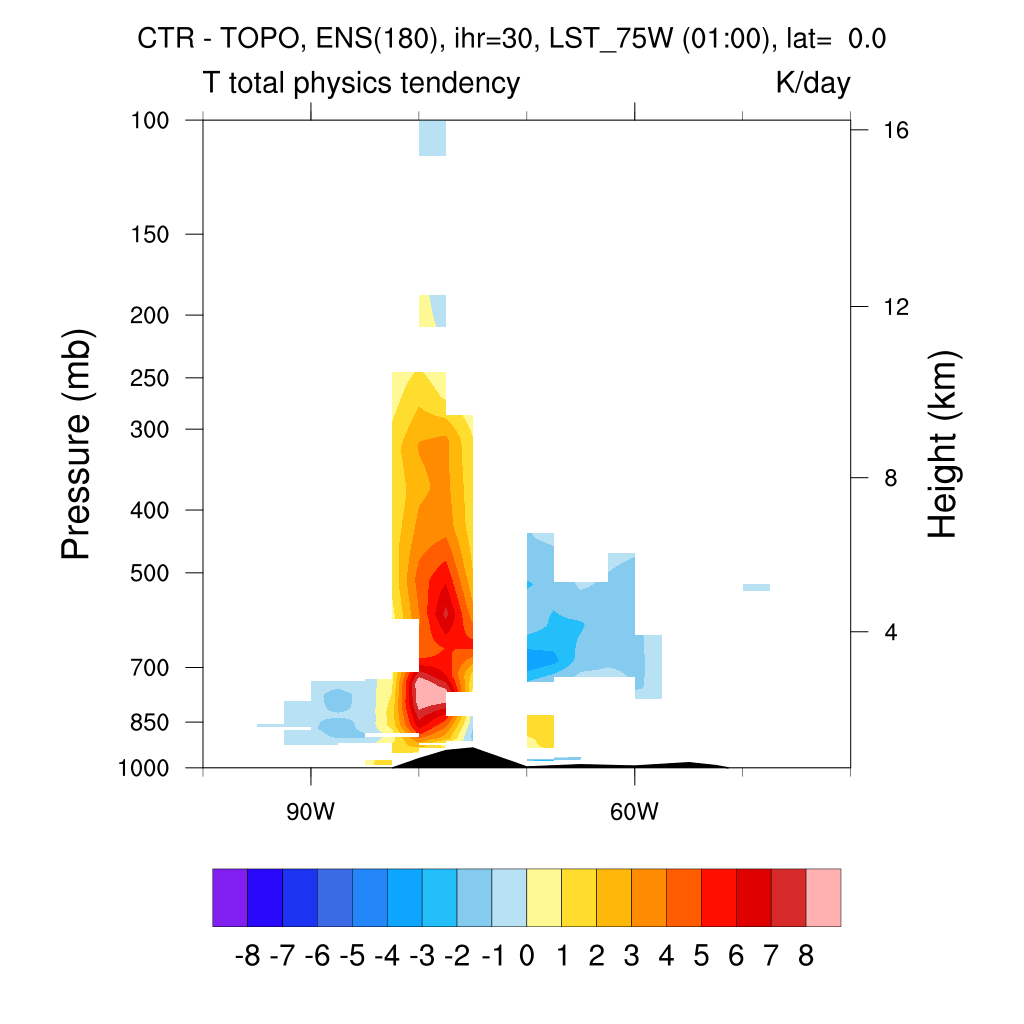 CTR - TOPO, ENS(180), ihr=30, LST_75W (01:00), lat=  0.0
T total physics tendency K/day
100
150
200
250
300
400
500
700
850
1000
Pressure (mb)
16
12
8
4
Height (km)
90W 60W
-8 -7 -6 -5 -4 -3 -2 -1 0 1 2 3 4 5 6 7 8